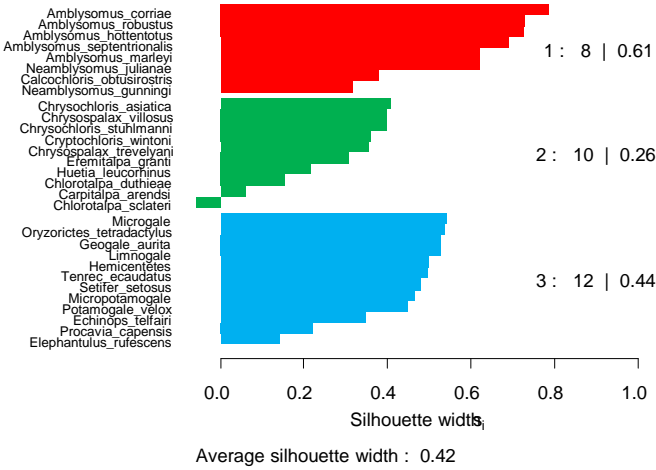 Amblysomus_corriae
Amblysomus_robustus
Amblysomus_hottentotus
Amblysomus_septentrionalis
Amblysomus_marleyi
Neamblysomus_julianae
Calcochloris_obtusirostris
Neamblysomus_gunningi
1 : 8 | 0.61
Chrysochloris_asiatica
Chrysospalax_villosus
Chrysochloris_stuhlmanni
Cryptochloris_wintoni
Chrysospalax_trevelyani
Eremitalpa_granti
Huetia_leucorhinus
Chlorotalpa_duthieae
Carpitalpa_arendsi
Chlorotalpa_sclateri
2 : 10 | 0.26
Microgale
Oryzorictes_tetradactylus
Geogale_aurita
Limnogale
Hemicentetes
Tenrec_ecaudatus
Setifer_setosus
Micropotamogale
Potamogale_velox
Echinops_telfairi
Procavia_capensis
Elephantulus_rufescens
3 : 12 | 0.44
0.0 0.2 0.4 0.6 0.8 1.0
Silhouette width si
Average silhouette width : 0.42